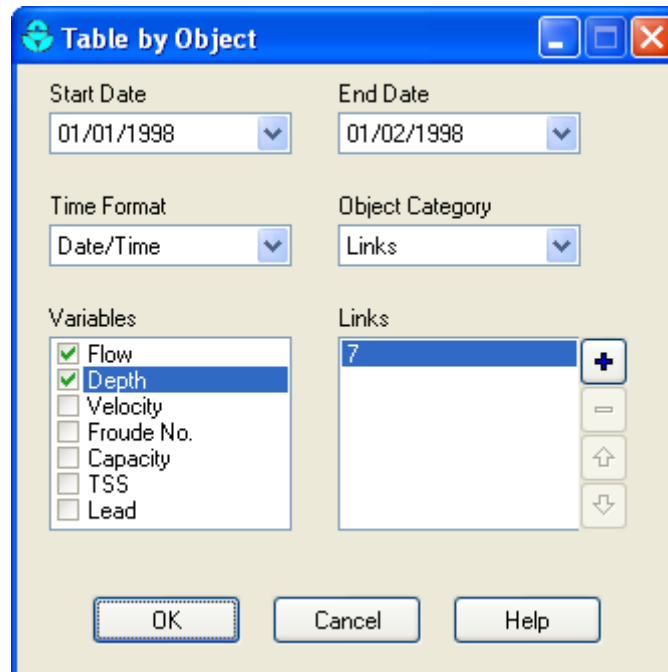 Table by Object
Start Date
End Date
01/01/1998
01/02/1998
Time Format
Object Category
Date/Time
Links
Variables
Links
Flow
Depth
Velocity
Froude No.
Capacity
TSS
Lead
7
OK
Cancel
Help